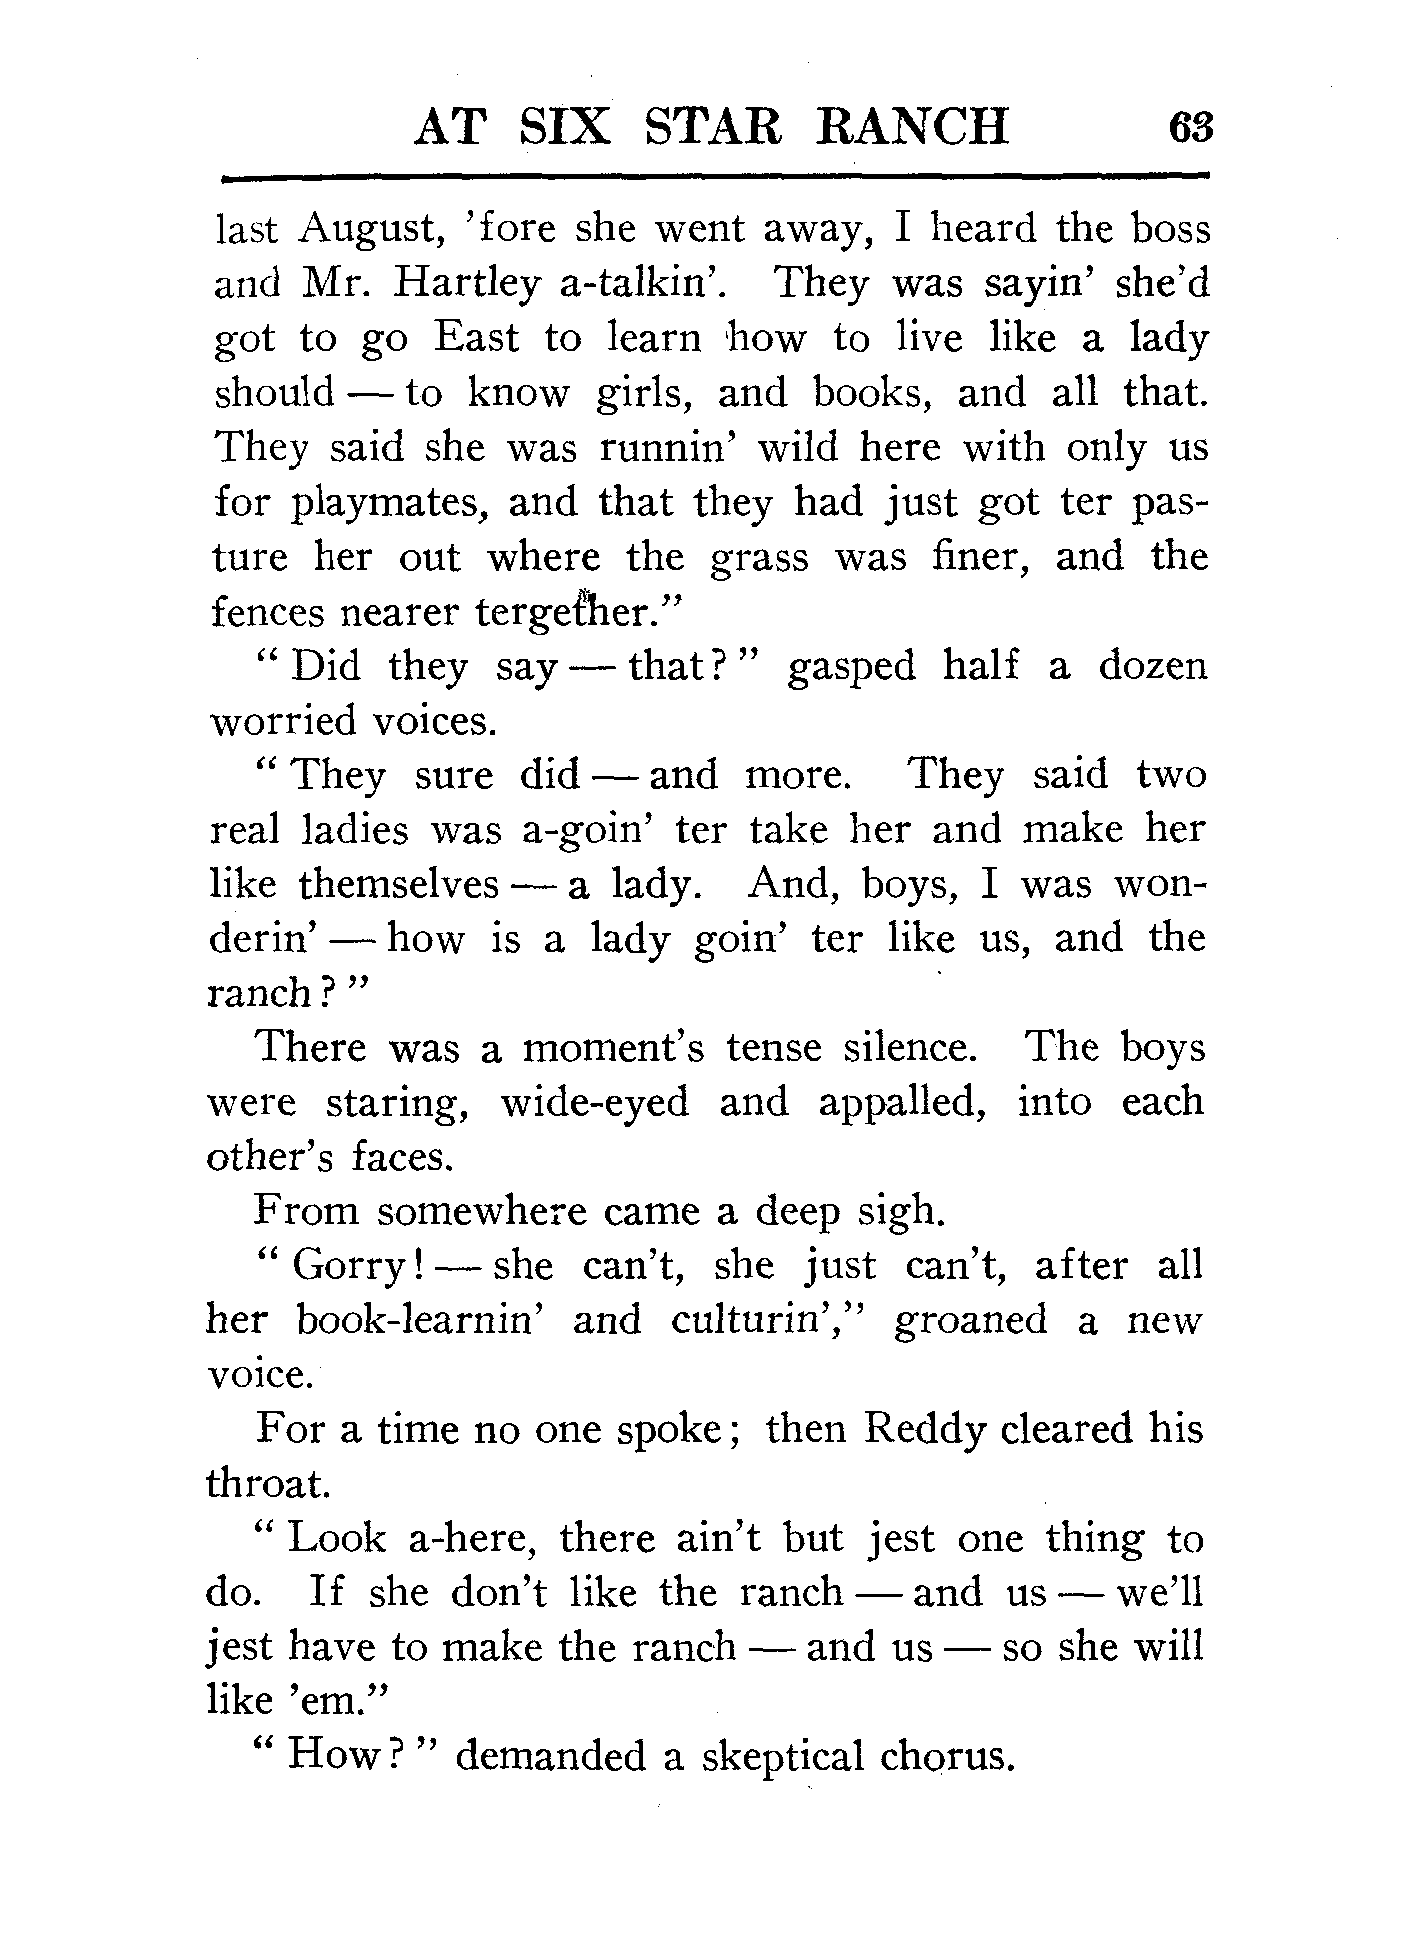 AT SIX STAR RANCH 63
last August, ’fore she went away, I heard the boss
and Mr. Hartley a-talkin’. They was sayin’ she’d
got to go East to learn how to live like a lady
should — to know girls, and books, and all that.
They said she was runnin’ wild here with only us
for playmates, and that they had just got ter pas-
ture her out where the grass was finer, and the
fences nearer tergether.”
“ Did they say — that? ” gasped half a dozen
worried voices.
“ They sure did — and more. They said two
real ladies was a-goin’ ter take her and make her
like themselves — a lady. And, boys, I was won-
derin’ — how is a lady goin’ ter like us, and the
ranch? ”
There was a moment’s tense silence. The boys
were staring, wide-eyed and appalled, into each
other’s faces.
From somewhere came a deep sigh.
“ Gorry! — she can’t, she just can’t, after all
her book-learnin’ and culturin’,” groaned a new
voice.
For a time no one spoke; then Reddy cleared his
throat.
“ Look a-here, there ain’t but jest one thing to
do. If she don’t like the ranch — and us — we’ll
jest have to make the ranch — and us — so she will
like ’em.”
“ How? ” demanded a skeptical chorus.